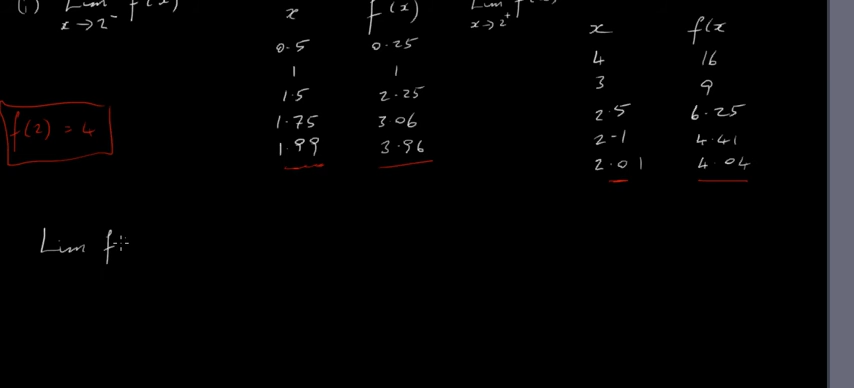 (i) Lim f(x)
x → 2⁻
x f(x)
0.5 0.25
1 1
1.5 2.25
1.75 3.06
1.99 3.96
Lim
x → 2⁺
x f(x
4 16
3 9
2.5 6.25
2.1 4.41
2.01 4.04
f(2) = 4
Lim f